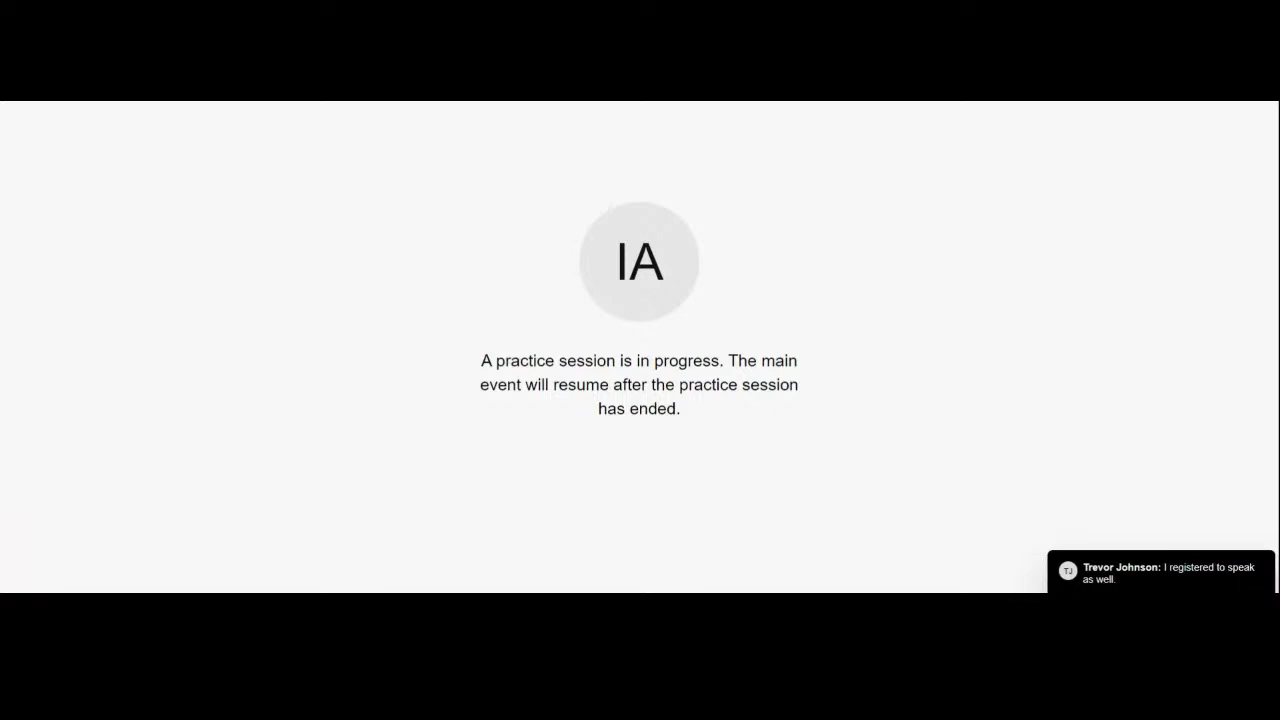 IA
A practice session is in progress. The main
event will resume after the practice session
has ended.
TJ
Trevor Johnson: I registered to speak
as well.